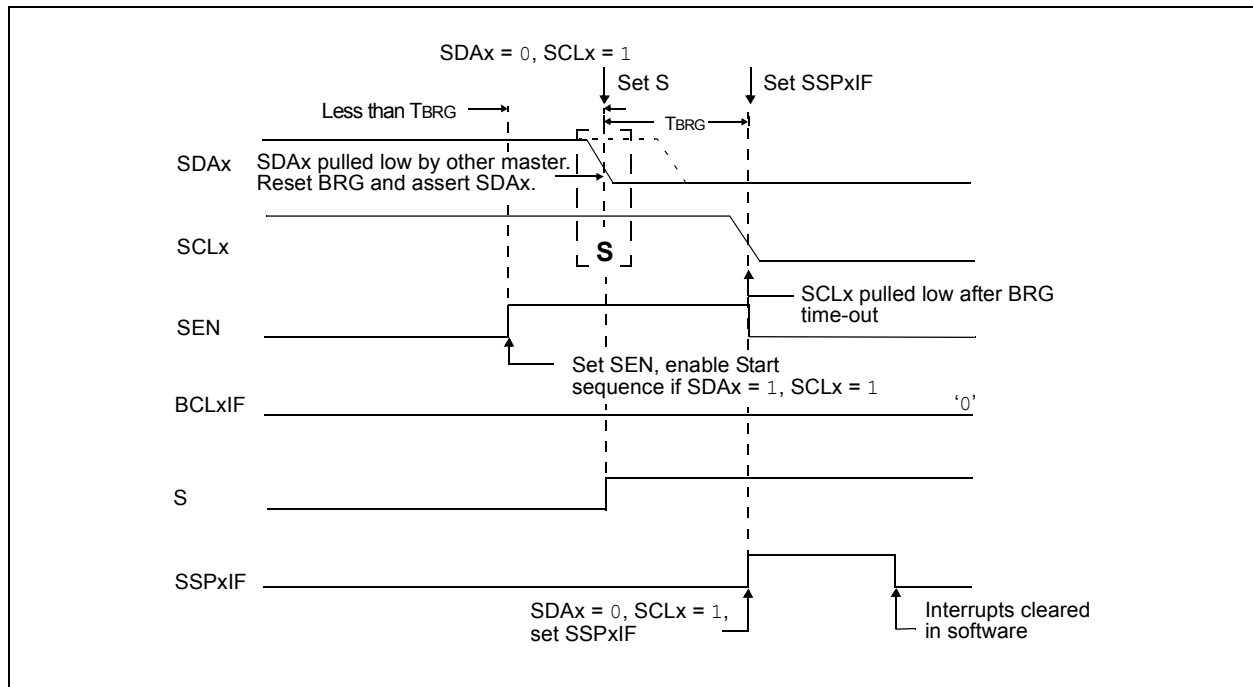 SDAx = 0, SCLx = 1
Set S
Set SSPxIF
Less than TBRG
TBRG
SDAx
SDAx pulled low by other master.
Reset BRG and assert SDAx.
SCLx
S
SCLx pulled low after BRG
time-out
SEN
Set SEN, enable Start
sequence if SDAx = 1, SCLx = 1
BCLxIF
‘0’
S
SSPxIF
SDAx = 0, SCLx = 1,
set SSPxIF
Interrupts cleared
in software